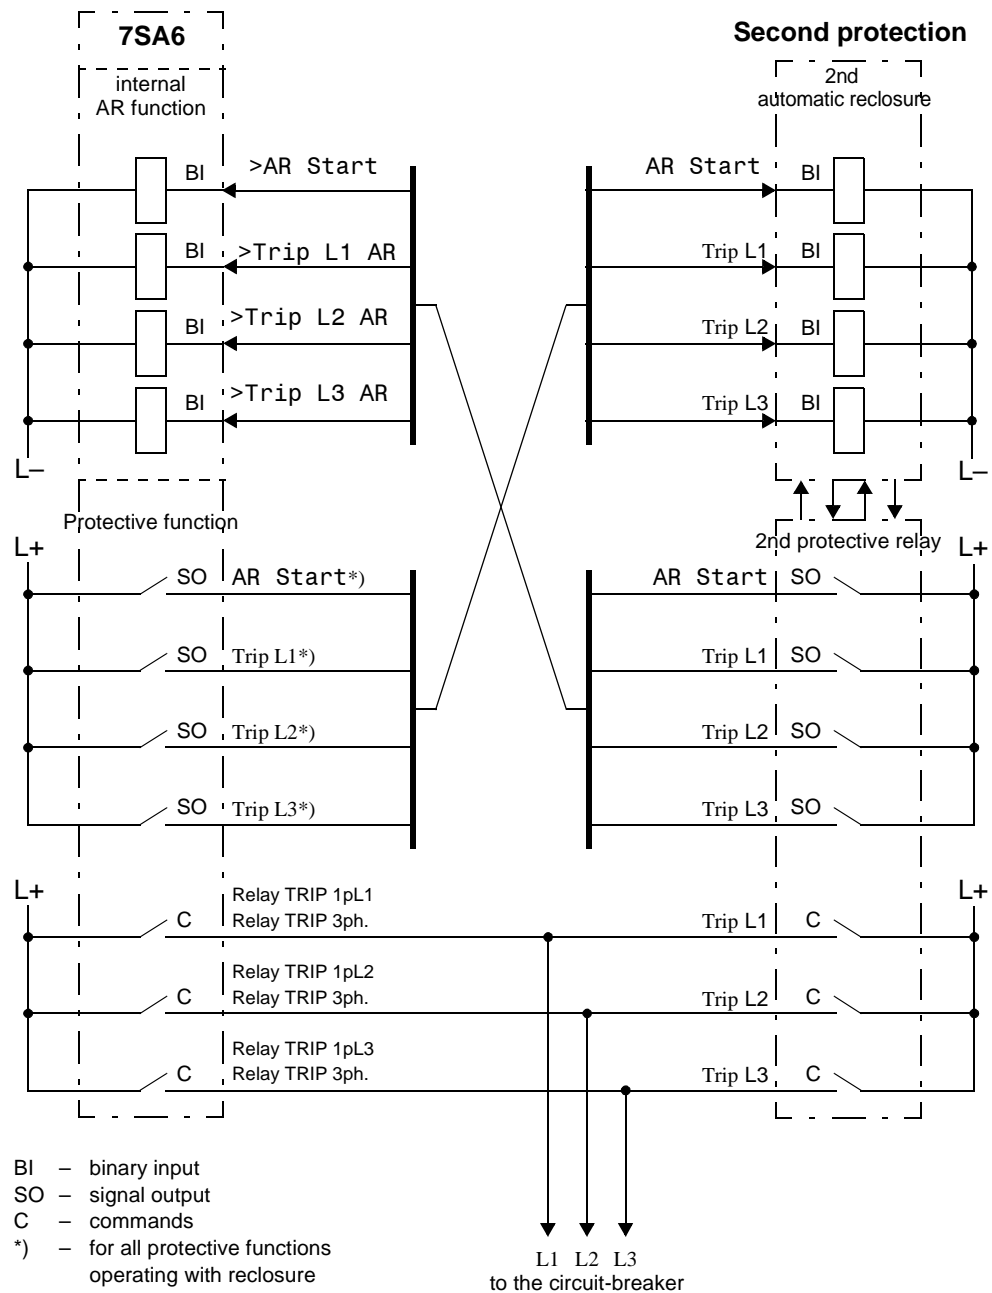 7SA6
Second protection
internal
AR function
2nd
automatic reclosure
BI >AR Start
AR Start BI
BI >Trip L1 AR
Trip L1 BI
BI >Trip L2 AR
Trip L2 BI
BI >Trip L3 AR
Trip L3 BI
L–
L–
Protective function
2nd protective relay
L+
L+
SO AR Start*)
AR Start SO
SO Trip L1*)
Trip L1 SO
SO Trip L2*)
Trip L2 SO
SO Trip L3*)
Trip L3 SO
L+
L+
Relay TRIP 1pL1
C Relay TRIP 3ph.
Trip L1 C
Relay TRIP 1pL2
C Relay TRIP 3ph.
Trip L2 C
Relay TRIP 1pL3
C Relay TRIP 3ph.
Trip L3 C
BI – binary input
SO – signal output
C – commands
*) – for all protective functions
operating with reclosure
L1 L2 L3
to the circuit-breaker